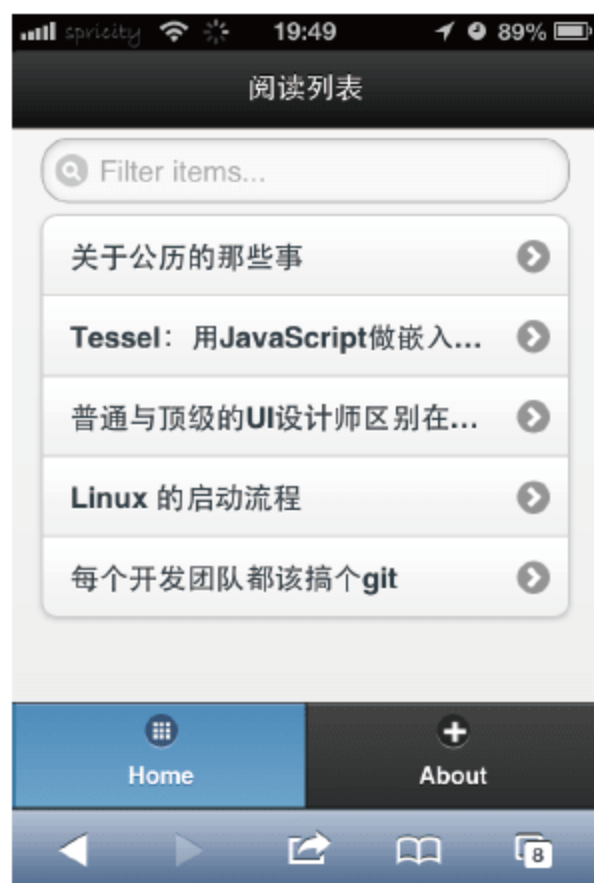 spricity 19:49 89%
阅读列表
Filter items...
关于公历的那些事
Tessel：用JavaScript做嵌入...
普通与顶级的UI设计师区别在...
Linux 的启动流程
每个开发团队都该搞个git
Home About
8